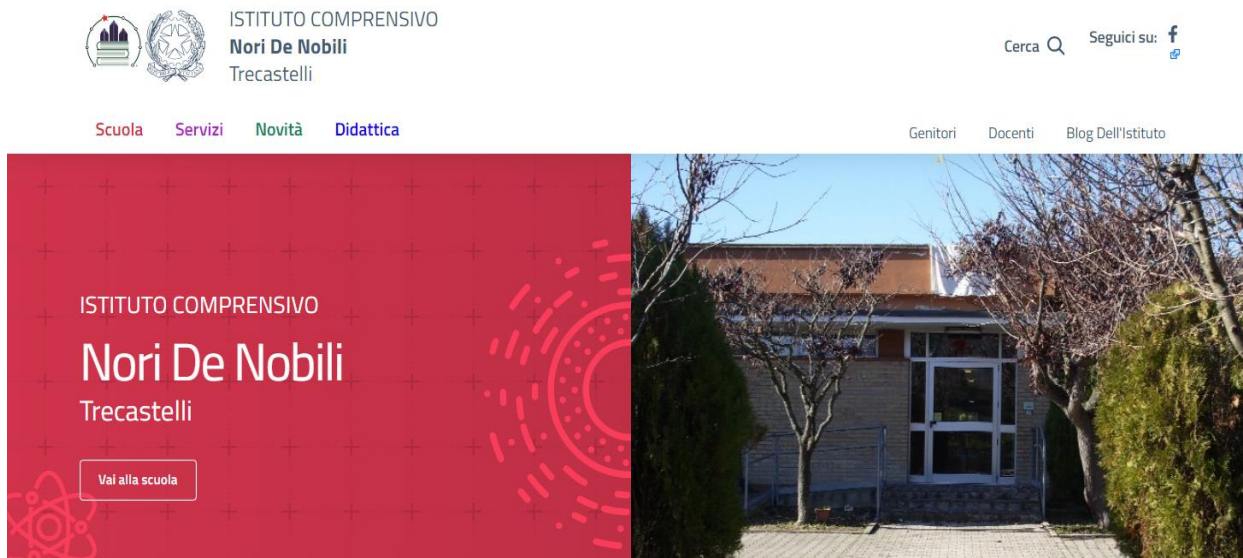 ISTITUTO COMPRENSIVO
Nori De Nobili
Trecastelli
Cerca
Seguici su:
Scuola Servizi Novità Didattica
Genitori Docenti Blog Dell'Istituto
ISTITUTO COMPRENSIVO
Nori De Nobili
Trecastelli
Vai alla scuola